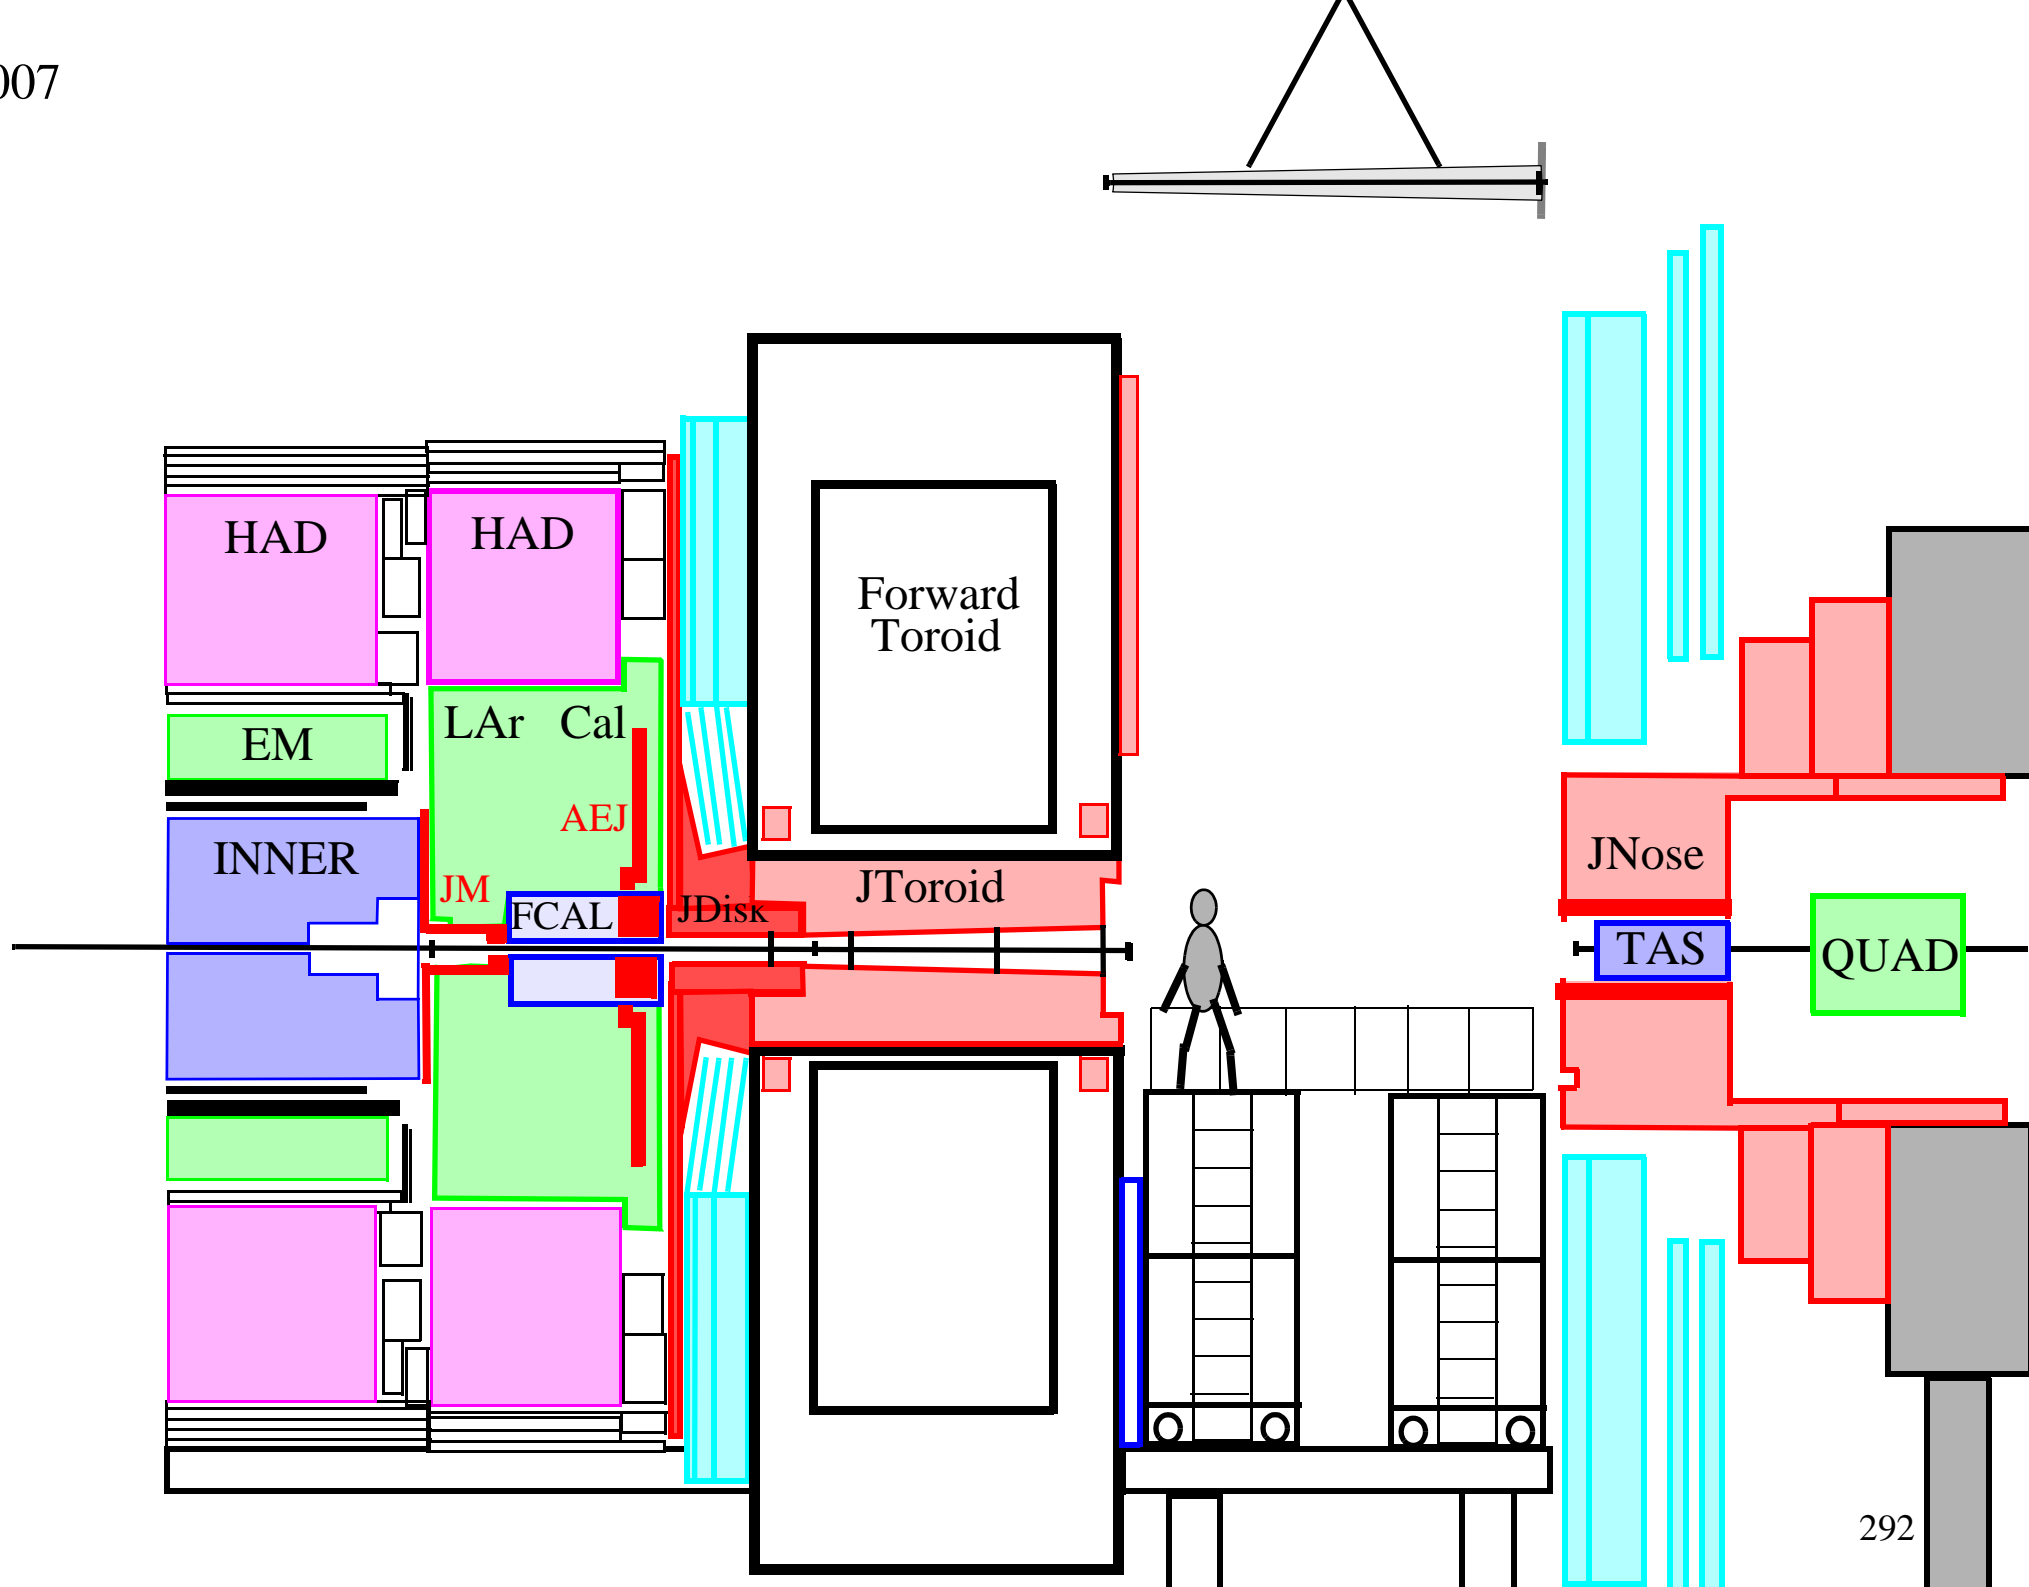 007
HAD
HAD
Forward
Toroid
LAr Cal
EM
AEJ
INNER
JM
FCAL
JDisk
JToroid
JNose
TAS
QUAD
292